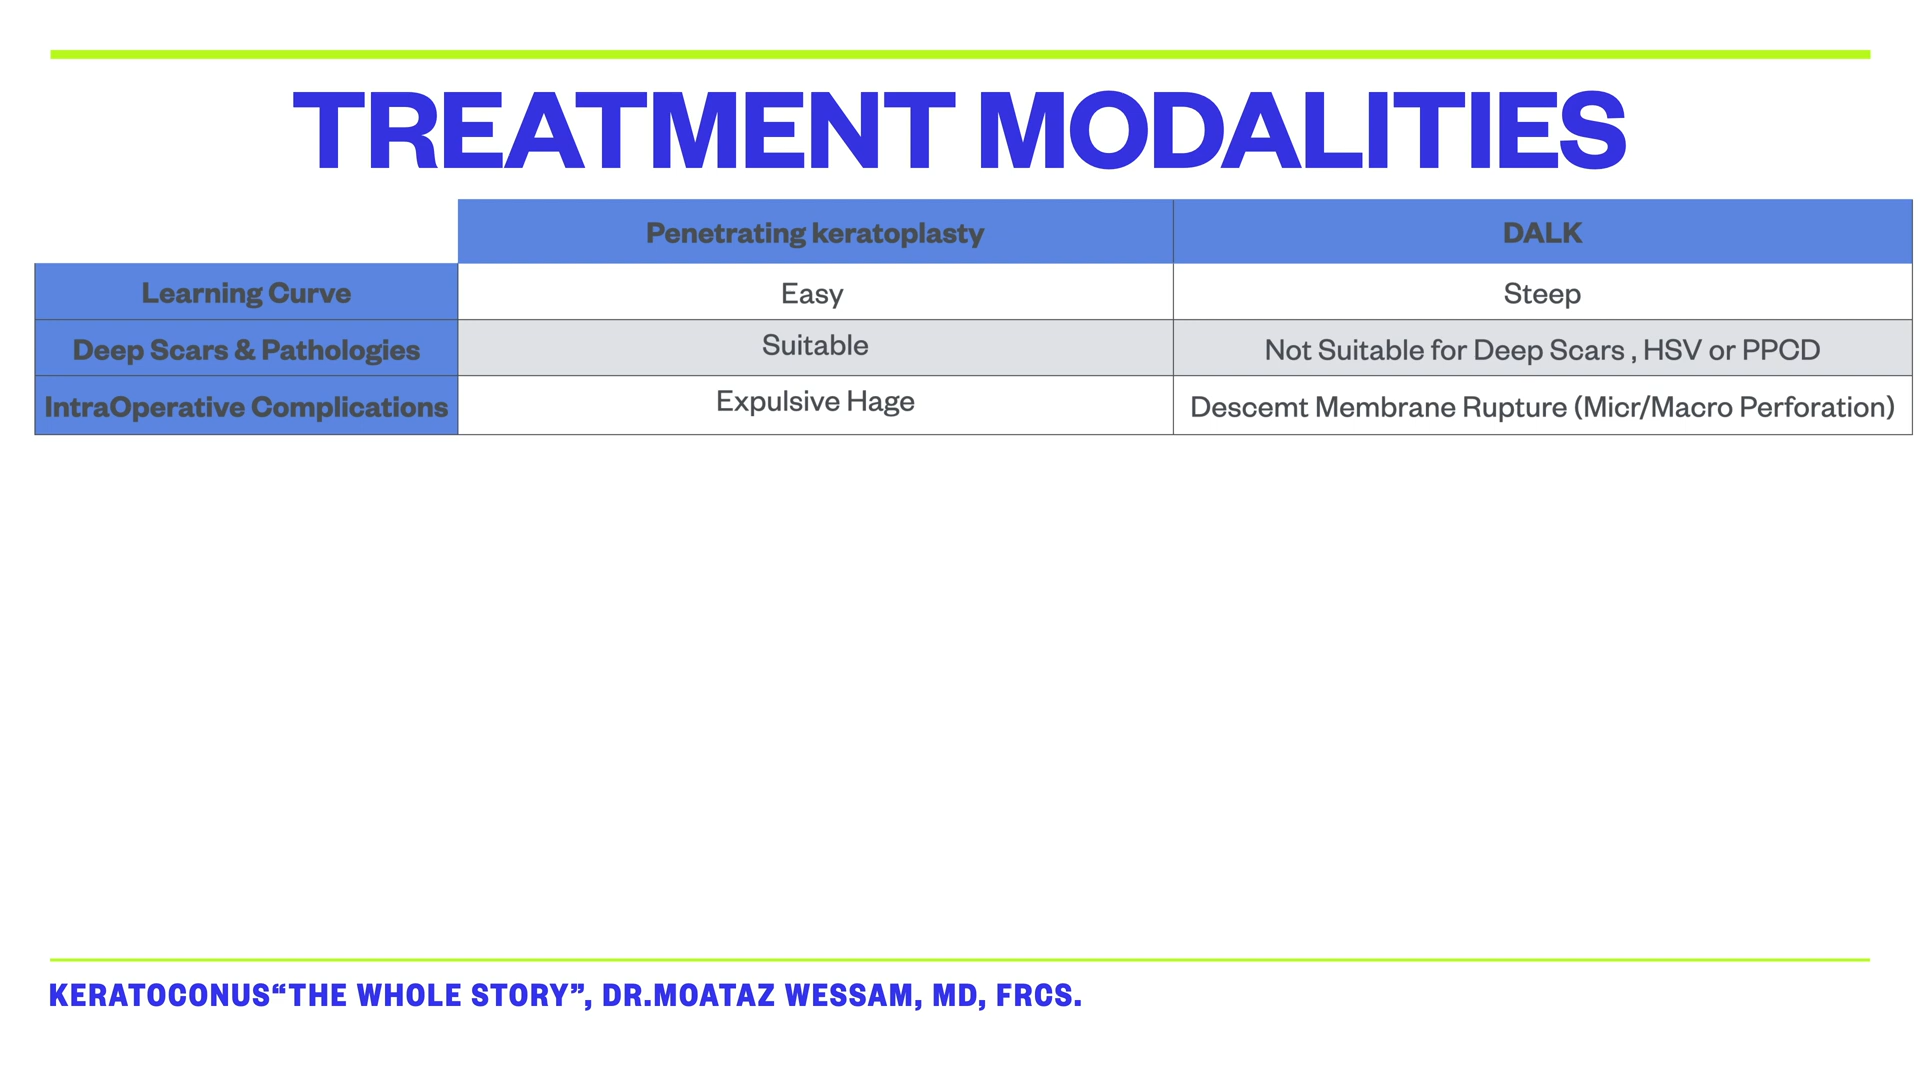 TREATMENT MODALITIES
Penetrating keratoplasty DALK
Learning Curve Easy Steep
Deep Scars & Pathologies Suitable Not Suitable for Deep Scars , HSV or PPCD
IntraOperative Complications Expulsive Hage Descemt Membrane Rupture (Micr/Macro Perforation)
KERATOCONUS“THE WHOLE STORY”, DR.MOATAZ WESSAM, MD, FRCS.